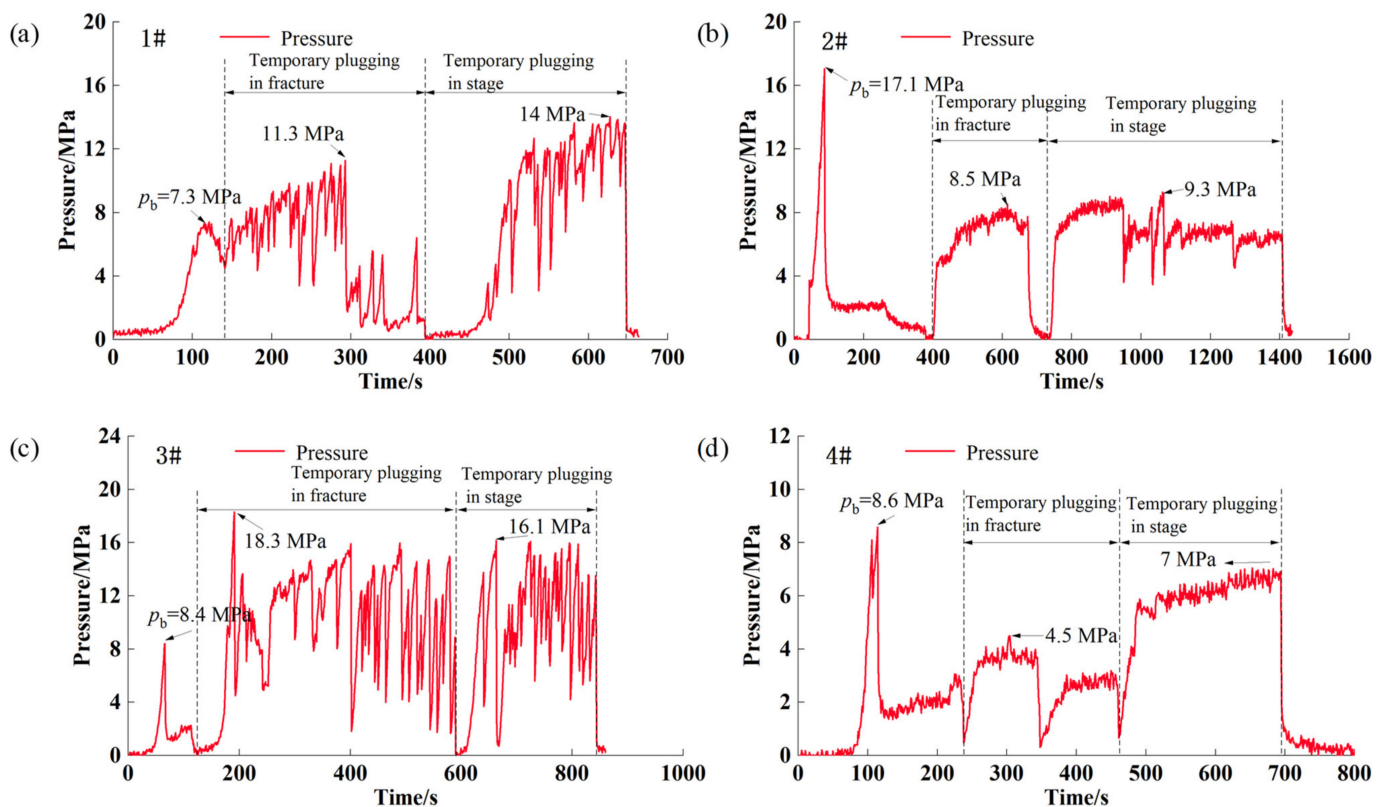 (a)
1#
Pressure
Temporary plugging
in fracture
Temporary plugging
in stage
14 MPa
11.3 MPa
pb=7.3 MPa
Pressure/MPa
20
16
12
8
4
0
0 100 200 300 400 500 600 700
Time/s
(b)
2#
Pressure
pb=17.1 MPa
Temporary plugging
in fracture
Temporary plugging
in stage
8.5 MPa
9.3 MPa
Pressure/MPa
20
16
12
8
4
0
0 200 400 600 800 1000 1200 1400 1600
Time/s
(c)
3#
Pressure
Temporary plugging
in fracture
Temporary plugging
in stage
18.3 MPa
16.1 MPa
pb=8.4 MPa
Pressure/MPa
24
20
16
12
8
4
0
0 200 400 600 800 1000
Time/s
(d)
4#
Pressure
pb=8.6 MPa
Temporary plugging
in fracture
Temporary plugging
in stage
7 MPa
4.5 MPa
Pressure/MPa
12
10
8
6
4
2
0
0 100 200 300 400 500 600 700 800
Time/s